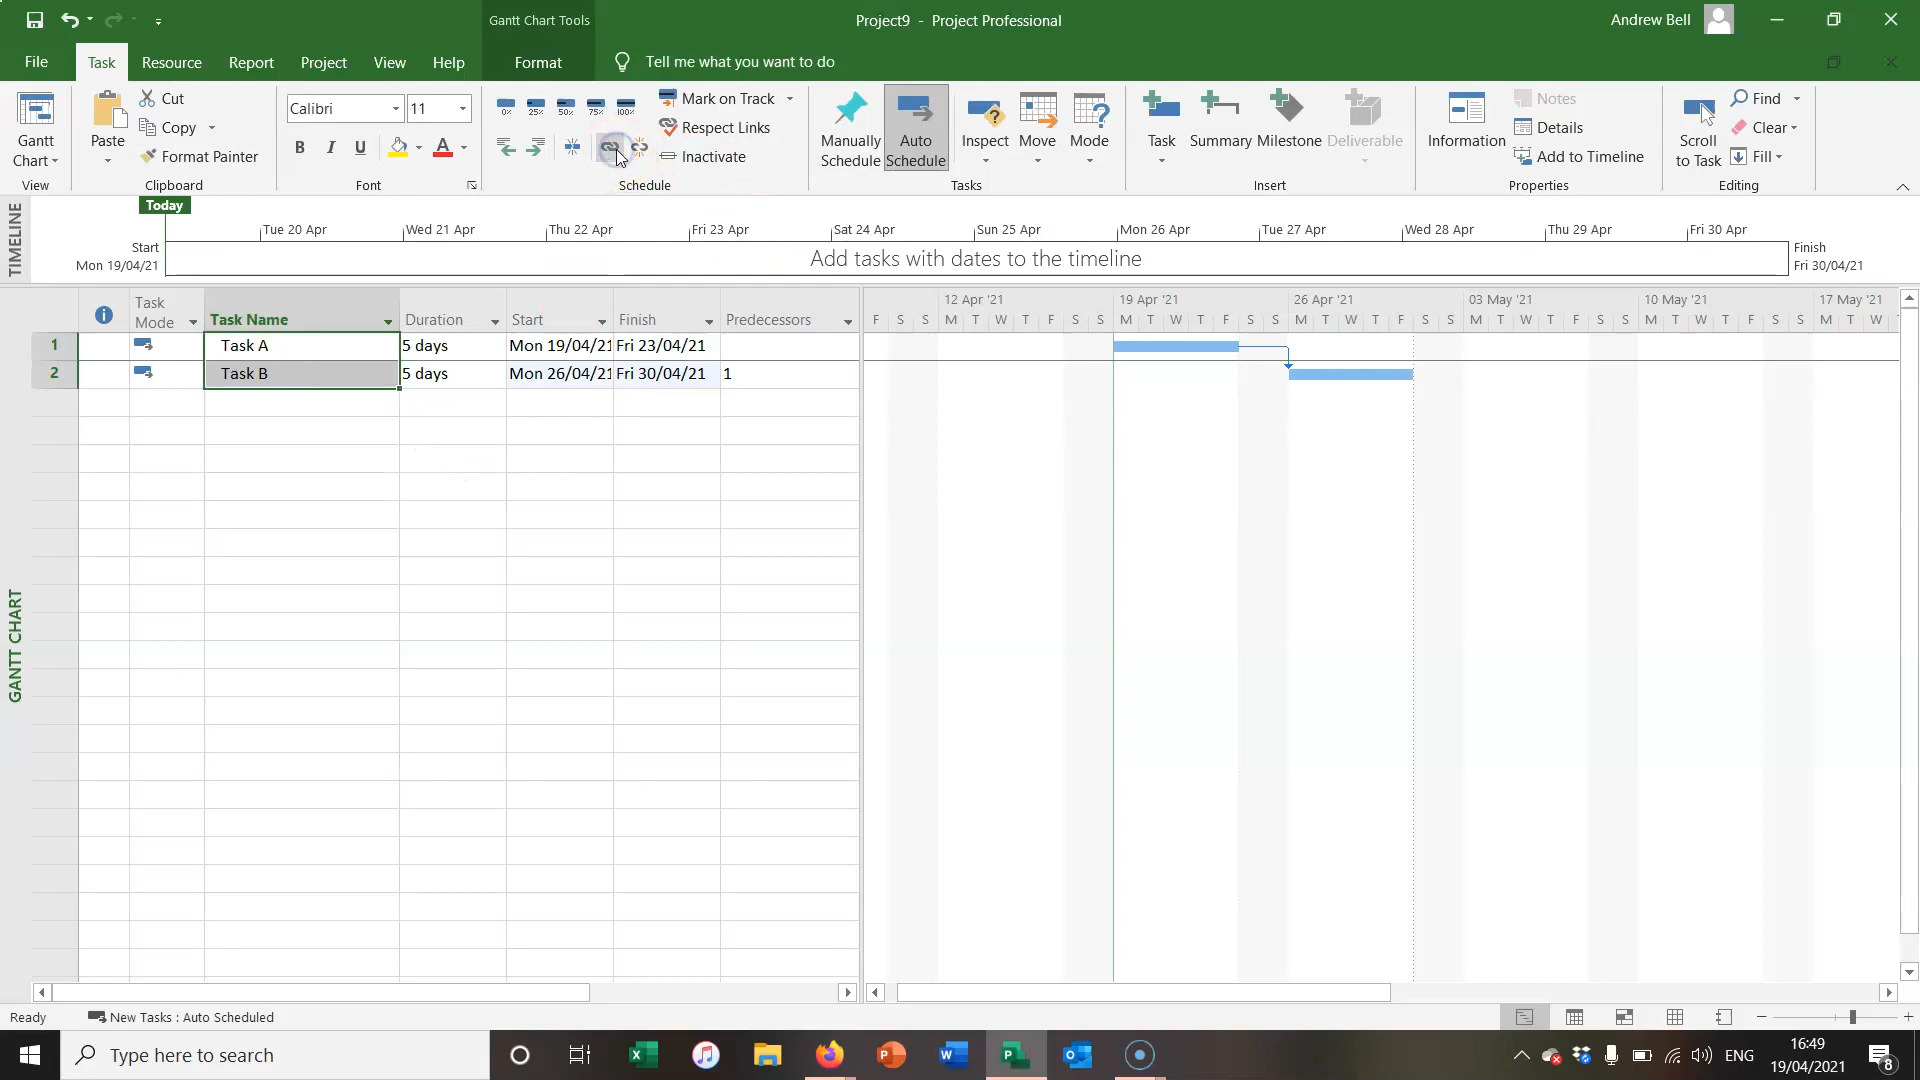 Gantt Chart Tools
Project9 - Project Professional
Andrew Bell
File
Task
Resource
Report
Project
View
Help
Format
Tell me what you want to do
Gantt
Chart
View
Paste
Cut
Copy
Format Painter
Clipboard
Calibri
11
B I U A
Font
0% 25% 50% 75% 100%
Mark on Track
Respect Links
Inactivate
Schedule
Manually
Schedule
Auto
Schedule
Inspect
Move
Mode
Tasks
Task
Summary
Milestone
Deliverable
Insert
Information
Notes
Details
Add to Timeline
Properties
Scroll
to Task
Find
Clear
Fill
Editing
TIMELINE
Today
Start
Mon 19/04/21
Tue 20 Apr
Wed 21 Apr
Thu 22 Apr
Fri 23 Apr
Sat 24 Apr
Sun 25 Apr
Mon 26 Apr
Tue 27 Apr
Wed 28 Apr
Thu 29 Apr
Fri 30 Apr
Add tasks with dates to the timeline
Finish
Fri 30/04/21
GANTT CHART
Task
Mode
Task Name
Duration
Start
Finish
Predecessors
12 Apr '21
19 Apr '21
26 Apr '21
03 May '21
10 May '21
17 May '21
F S S M T W T F S S M T W T F S S M T W T F S S M T W T F S S M T W T F S S M T W
1 Task A 5 days Mon 19/04/21 Fri 23/04/21
2 Task B 5 days Mon 26/04/21 Fri 30/04/21 1
Ready
New Tasks : Auto Scheduled
Type here to search
ENG
16:49
19/04/2021
8